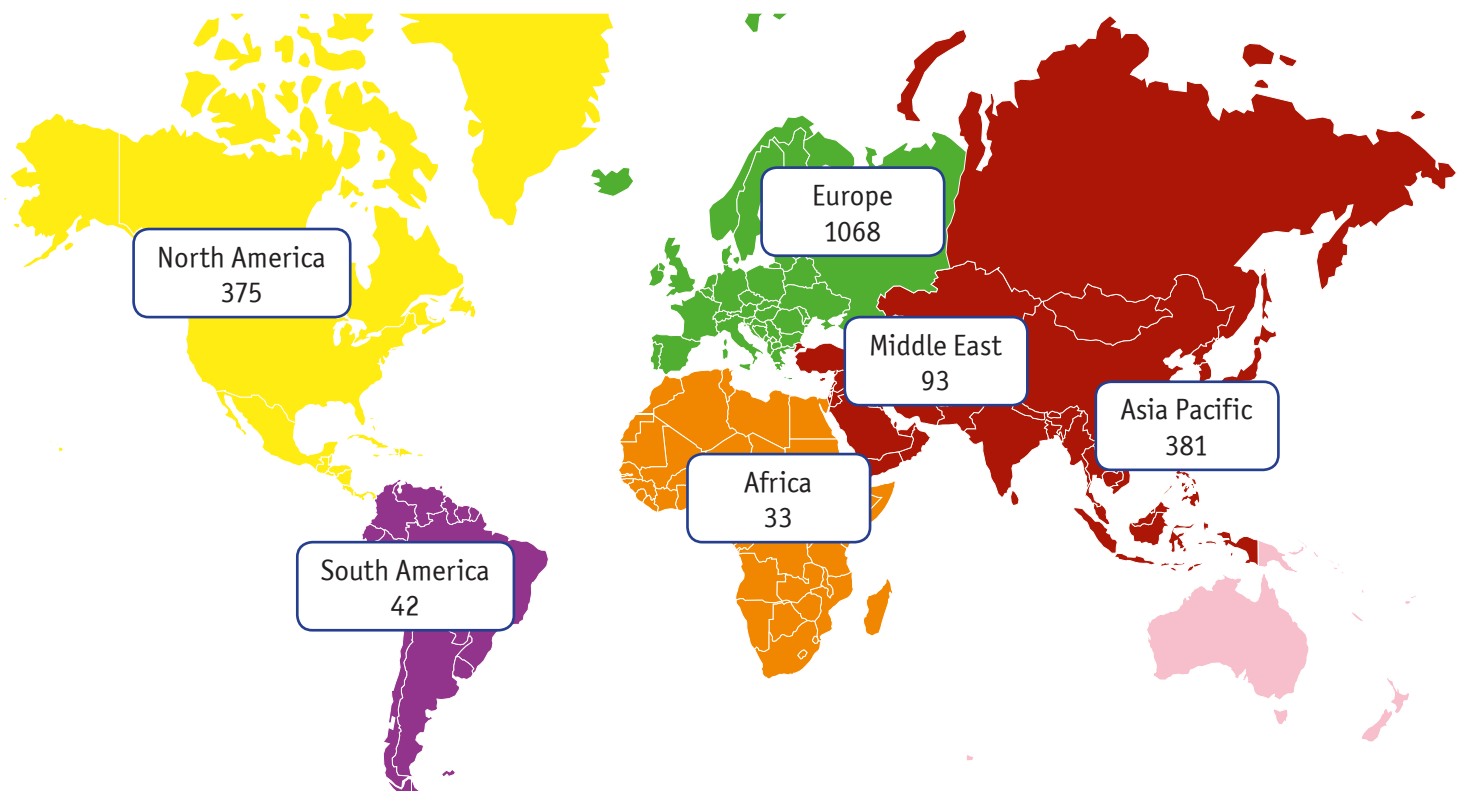 Europe
1068
North America
375
Middle East
93
Asia Pacific
381
Africa
33
South America
42